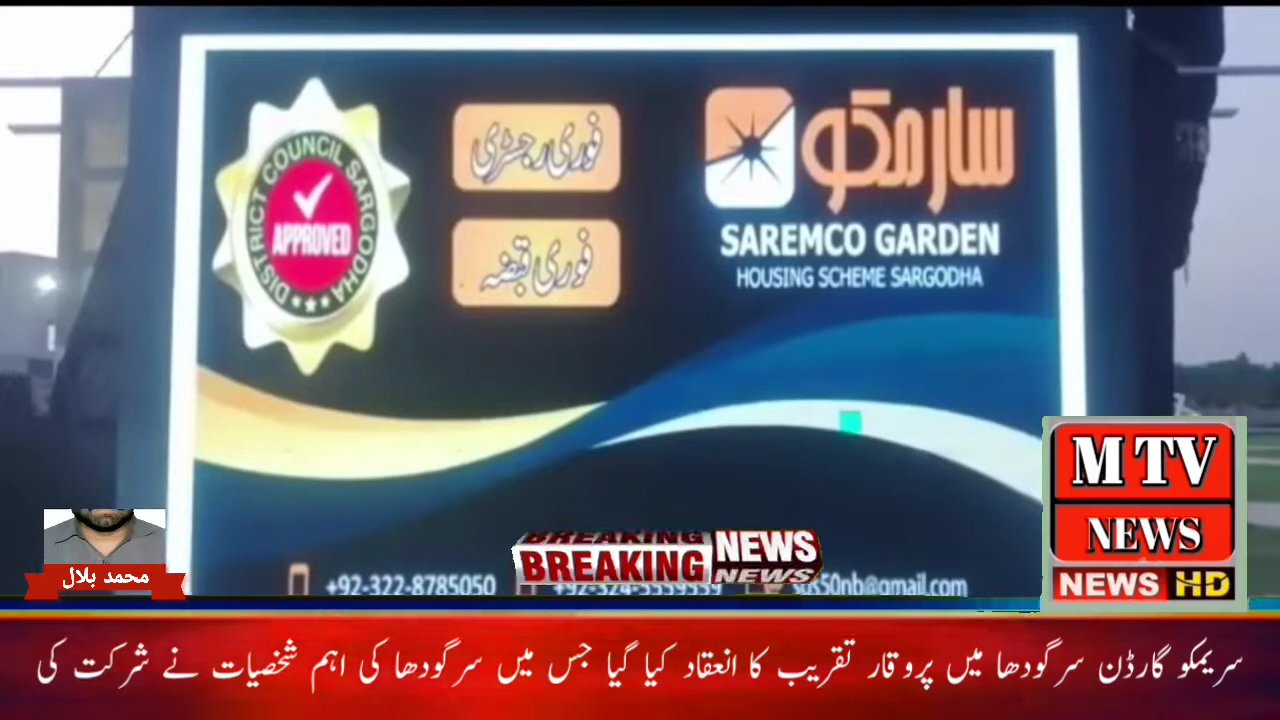 DISTRICT COUNCIL SARGODHA
APPROVED
فوری رجسٹری
فوری قبضہ
سارمکو
SAREMCO GARDEN
HOUSING SCHEME SARGODHA
+92-322-8785050
BREAKING NEWS
BREAKING NEWS
M TV
NEWS
NEWS HD
محمد بلال
سریمکو گارڈن سرگودھا میں پروقار تقریب کا انعقاد کیا گیا جس میں سرگودھا کی اہم شخصیات نے شرکت کی